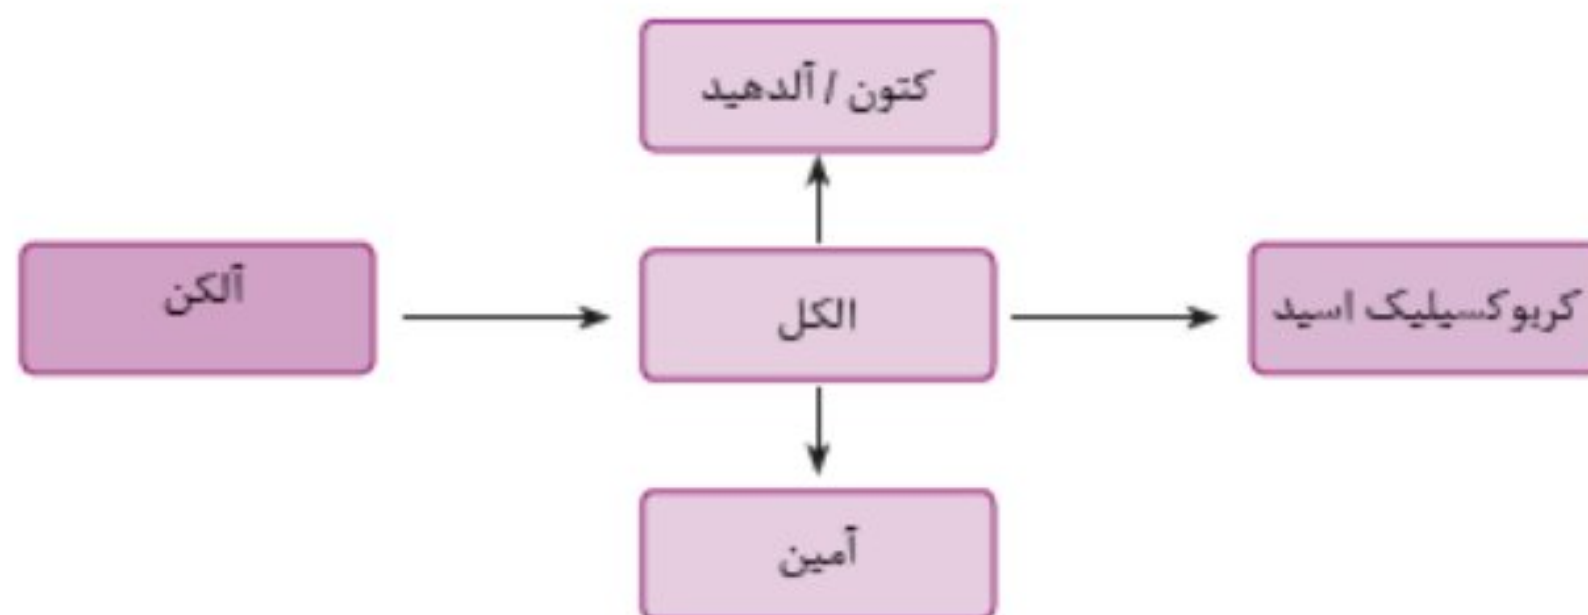 کتون / آلدهید
آلکن
الکل
کربوکسیلیک اسید
آمین